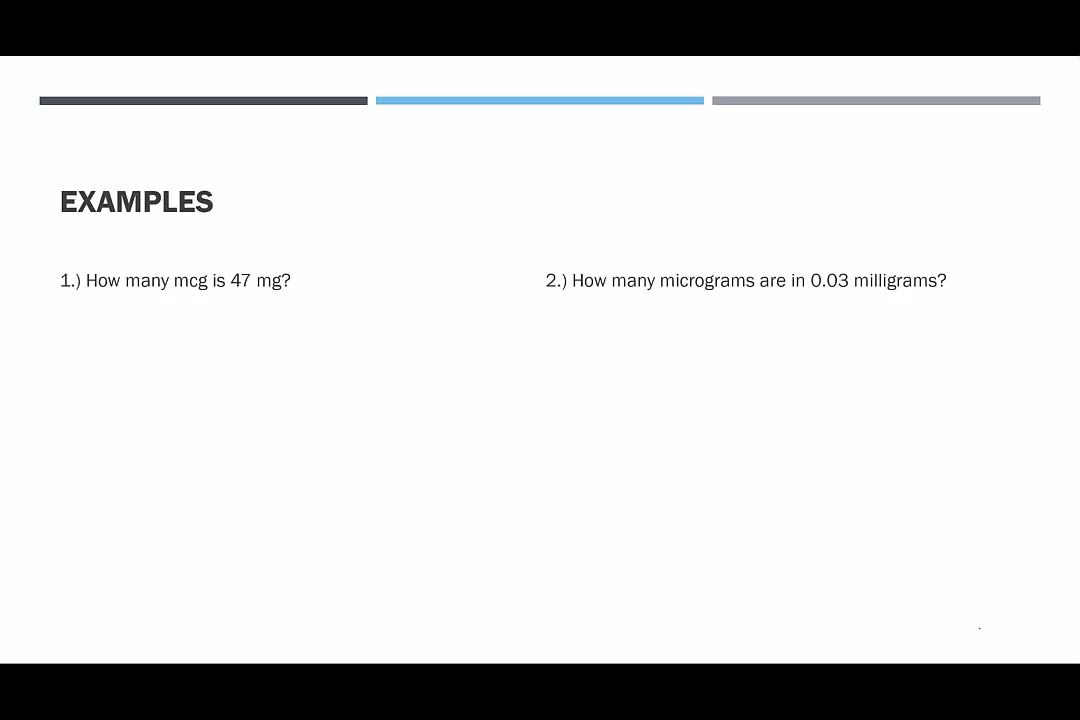 EXAMPLES
1.) How many mcg is 47 mg?
2.) How many micrograms are in 0.03 milligrams?